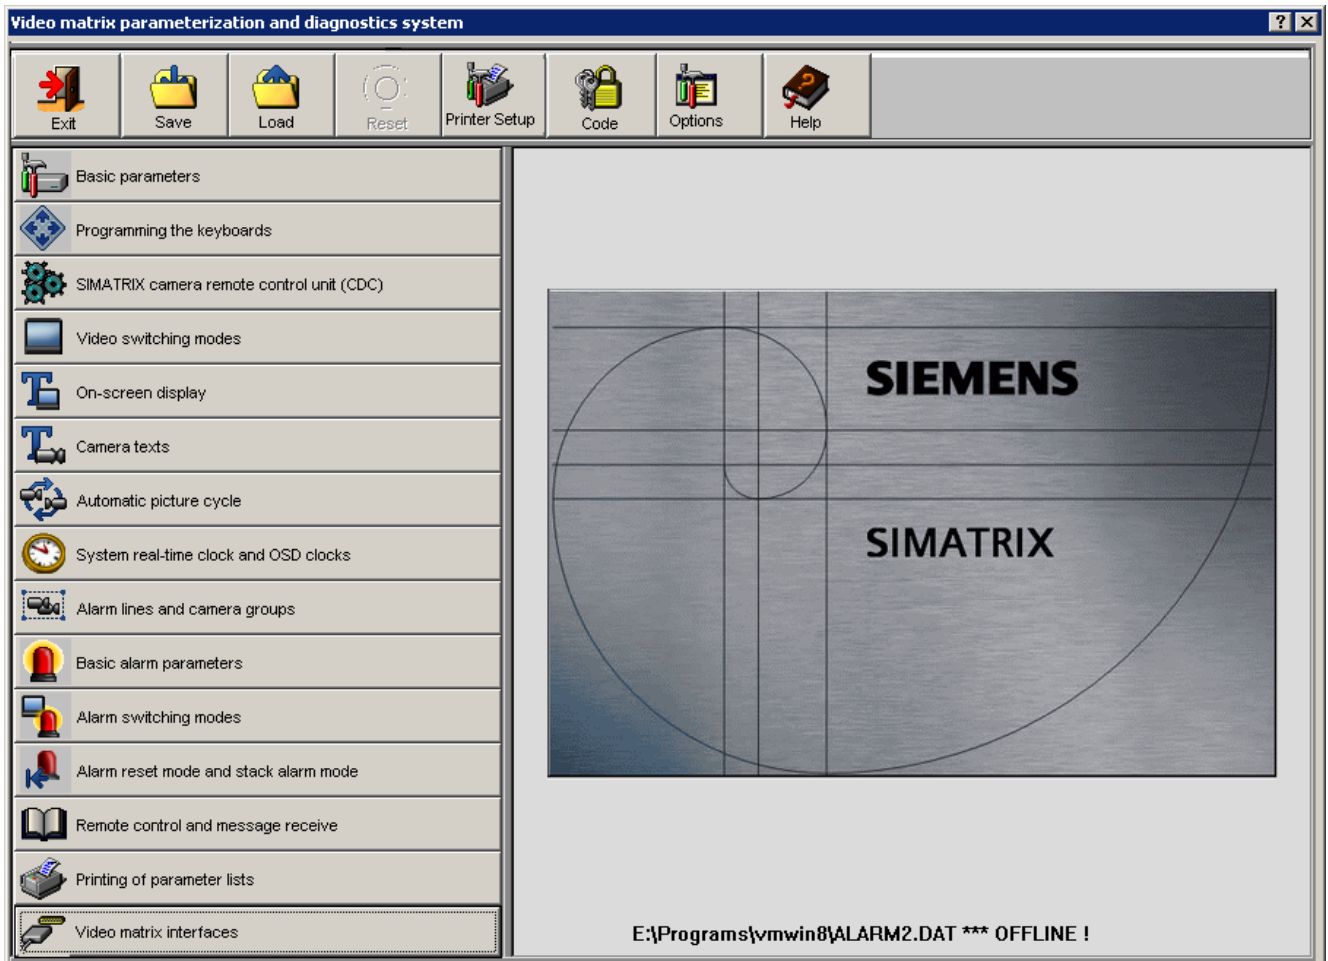 Video matrix parameterization and diagnostics system
Exit
Save
Load
Reset
Printer Setup
Code
Options
Help
Basic parameters
Programming the keyboards
SIMATRIX camera remote control unit (CDC)
Video switching modes
On-screen display
Camera texts
Automatic picture cycle
System real-time clock and OSD clocks
Alarm lines and camera groups
Basic alarm parameters
Alarm switching modes
Alarm reset mode and stack alarm mode
Remote control and message receive
Printing of parameter lists
Video matrix interfaces
SIEMENS
SIMATRIX
E:\Programs\vmwin8\ALARM2.DAT *** OFFLINE !